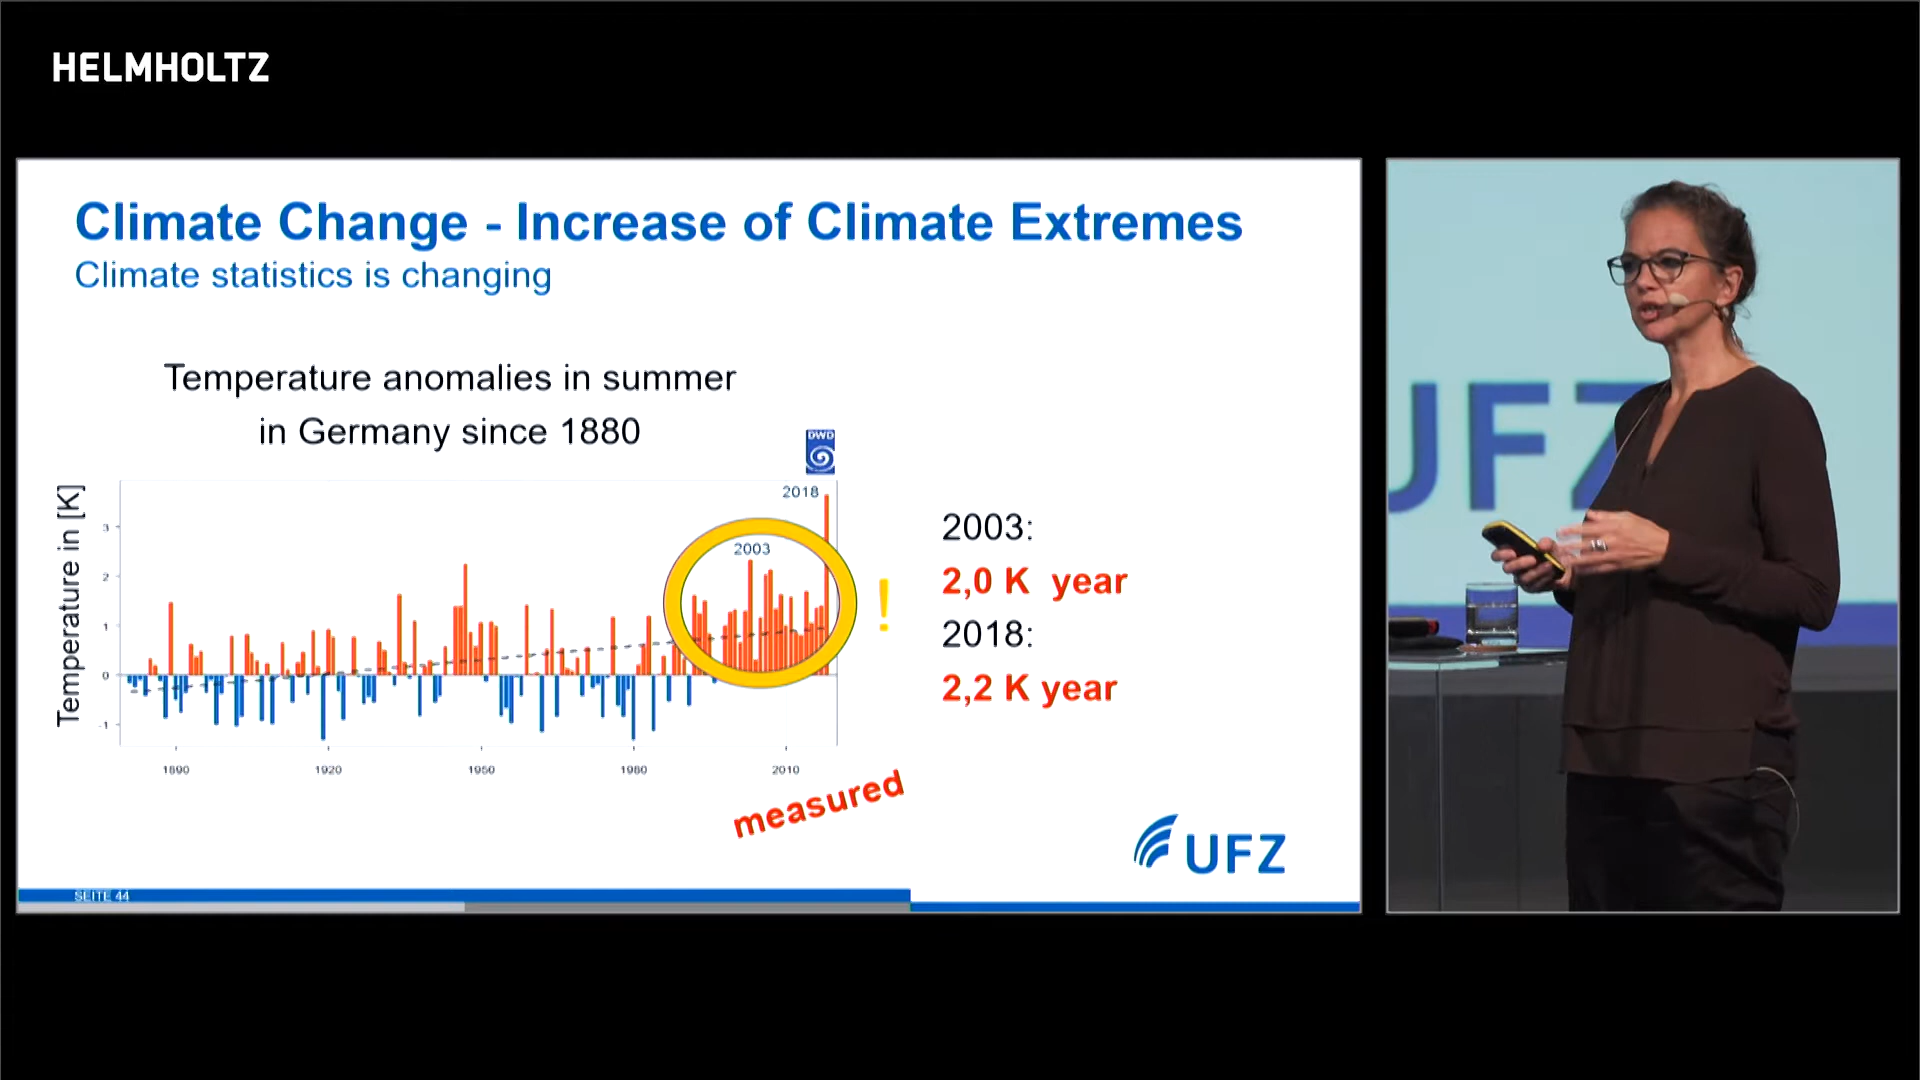 HELMHOLTZ
Climate Change - Increase of Climate Extremes
Climate statistics is changing
Temperature anomalies in summer
in Germany since 1880
DWD
Temperature in [K]
2018
2003
3
2
1
0
-1
1890
1920
1950
1980
2010
measured
!
2003:
2,0 K year
2018:
2,2 K year
UFZ
SEITE 44
UFZ